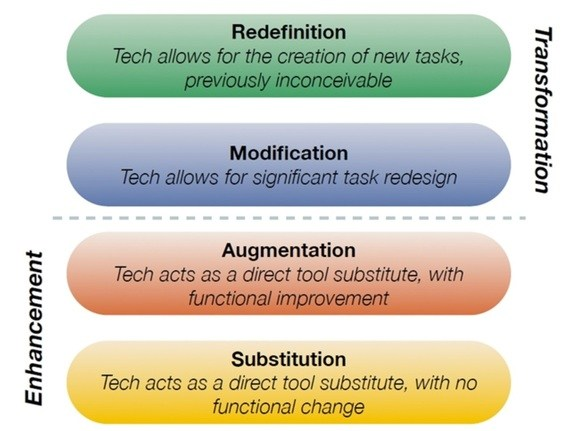 Redefinition
Tech allows for the creation of new tasks,
previously inconceivable
Transformation
Modification
Tech allows for significant task redesign
Augmentation
Tech acts as a direct tool substitute, with
functional improvement
Enhancement
Substitution
Tech acts as a direct tool substitute, with no
functional change